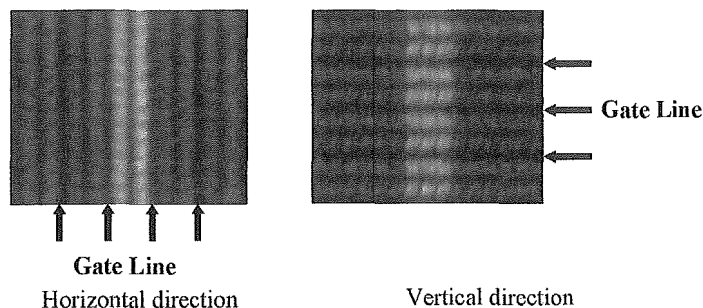 Gate Line
Gate Line
Horizontal direction
Vertical direction